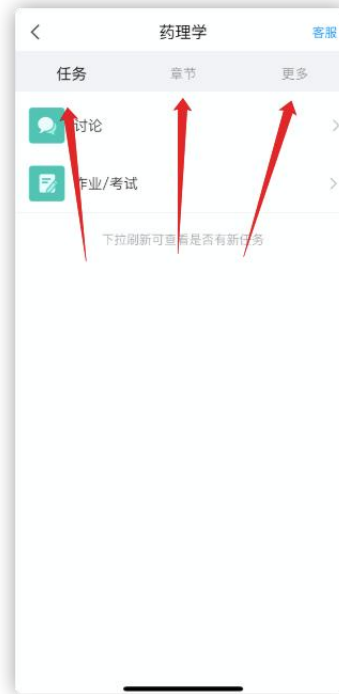 药理学
客服
任务
章节
更多
讨论
作业/考试
下拉刷新可查看是否有新任务